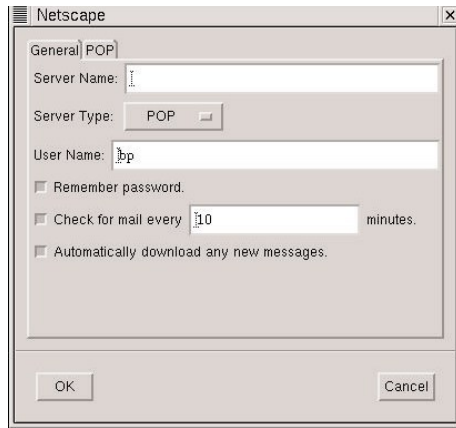 Netscape
General POP
Server Name:
Server Type: POP
User Name: bp
Remember password.
Check for mail every 10 minutes.
Automatically download any new messages.
OK Cancel